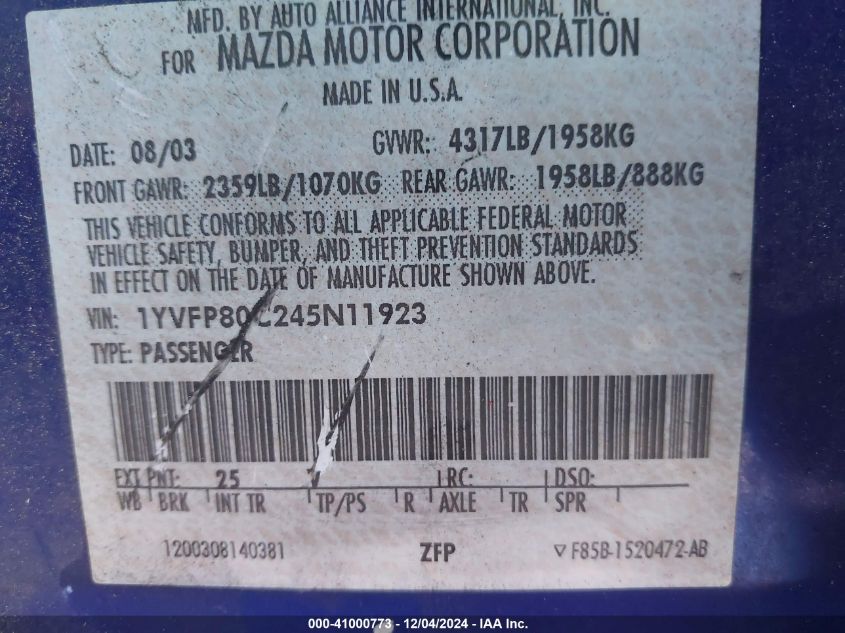 MFD. BY AUTO ALLIANCE INTERNATIONAL, INC.
FOR MAZDA MOTOR CORPORATION
MADE IN U.S.A.
DATE: 08/03 GVWR: 4317LB/1958KG
FRONT GAWR: 2359LB/1070KG REAR GAWR: 1958LB/888KG
THIS VEHICLE CONFORMS TO ALL APPLICABLE FEDERAL MOTOR
VEHICLE SAFETY, BUMPER, AND THEFT PREVENTION STANDARDS
IN EFFECT ON THE DATE OF MANUFACTURE SHOWN ABOVE.
VIN: 1YVFP80C245N11923
TYPE: PASSENGER
EXT PNT: 25 RC: DSO:
WB BRK INT TR TP/PS R AXLE TR SPR
1200308140381 ZFP F85B-1520472-AB
000-41000773 - 12/04/2024 - IAA Inc.